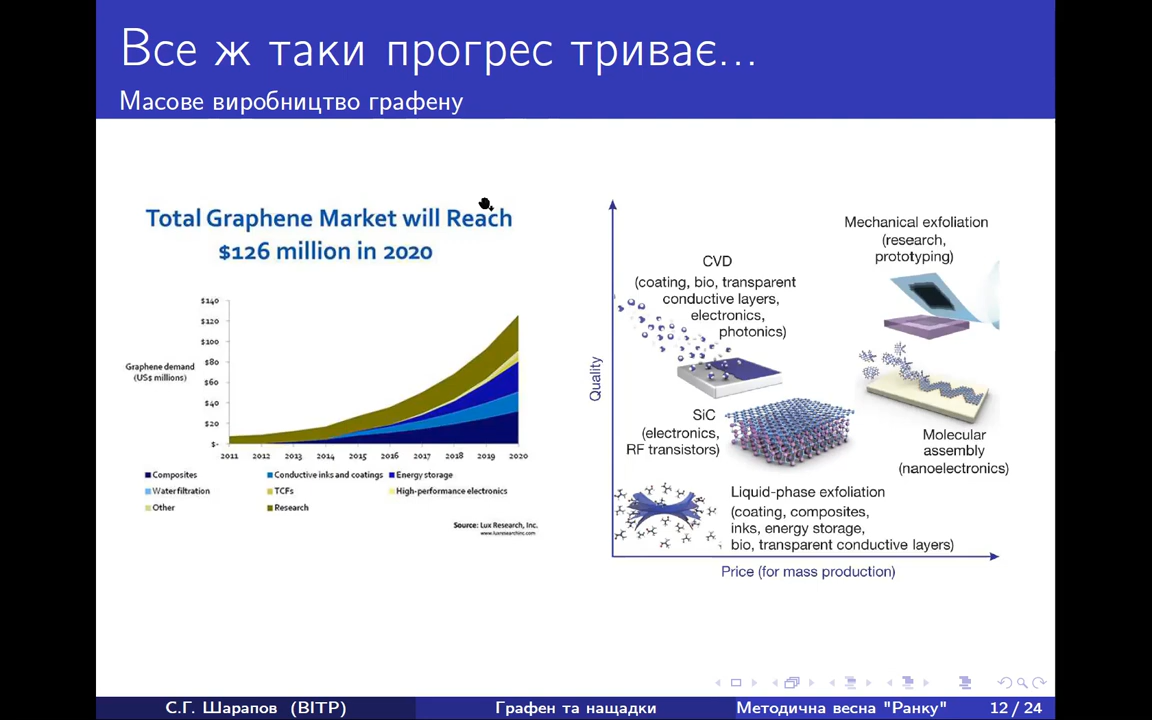 Все ж таки прогрес триває...
Масове виробництво графену
Total Graphene Market will Reach
$126 million in 2020
Graphene demand
(US$ millions)
$140
$120
$100
$80
$60
$40
$20
$-
2011 2012 2013 2014 2015 2016 2017 2018 2019 2020
Composites
Conductive inks and coatings
Energy storage
Water filtration
TCFs
High-performance electronics
Other
Research
Source: Lux Research, Inc.
www.luxresearchinc.com
Quality
CVD
(coating, bio, transparent
conductive layers,
electronics,
photonics)
Mechanical exfoliation
(research,
prototyping)
SiC
(electronics,
RF transistors)
Molecular
assembly
(nanoelectronics)
Liquid-phase exfoliation
(coating, composites,
inks, energy storage,
bio, transparent conductive layers)
Price (for mass production)
С.Г. Шарапов (ВІТР)
Графен та нащадки
Методична весна "Ранку"
12 / 24